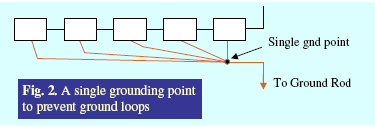 Single gnd point
To Ground Rod
Fig. 2. A single grounding point
to prevent ground loops